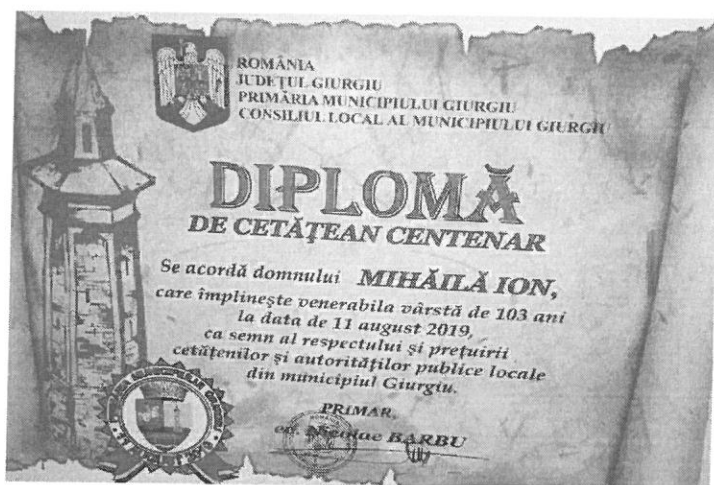 ROMÂNIA
JUDEȚUL GIURGIU
PRIMĂRIA MUNICIPIULUI GIURGIU
CONSILIUL LOCAL AL MUNICIPIULUI GIURGIU
DIPLOMĂ
DE CETĂȚEAN CENTENAR
Se acordă domnului MIHĂILĂ ION,
care împlinește venerabila vârstă de 103 ani
la data de 11 august 2019,
ca semn al respectului și prețuirii
cetățenilor și autorităților publice locale
din municipiul Giurgiu.
PRIMAR,
ec. Nicolae BARBU